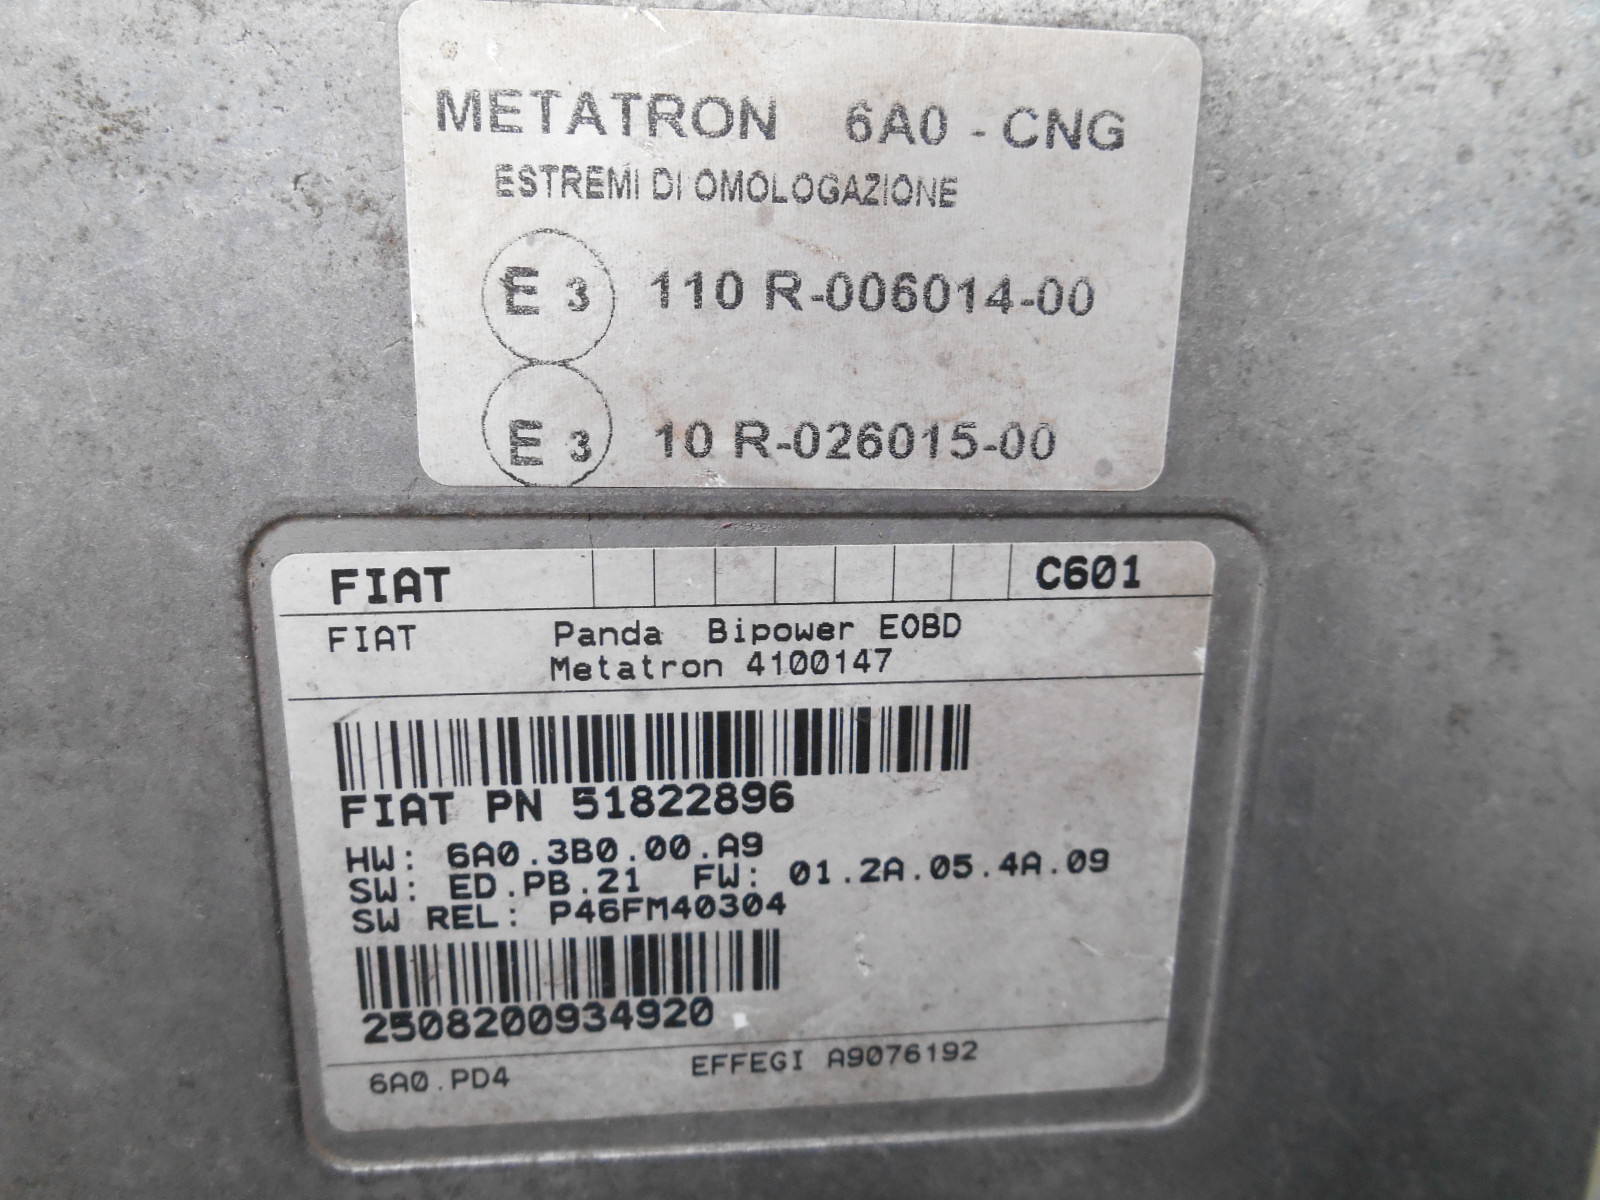 METATRON 6A0 - CNG
ESTREMI DI OMOLOGAZIONE
E 3 110 R-006014-00
E 3 10 R-026015-00
FIAT C601
FIAT Panda Bipower EOBD
Metatron 4100147
FIAT PN 51822896
HW: 6A0.3B0.00.A9
SW: ED.PB.21 FW: 01.2A.05.4A.09
SW REL: P46FM40304
2508200934920
6A0.PD4 EFFEGI A9076192